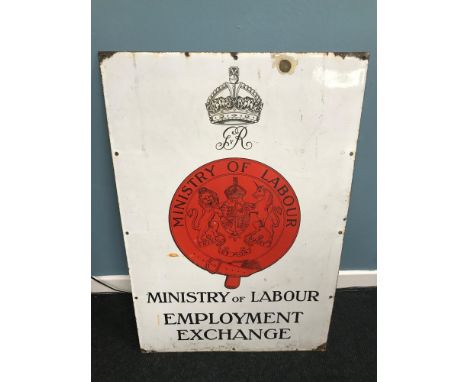 GR
V
MINISTRY OF LABOUR
MINISTRY OF LABOUR
EMPLOYMENT
EXCHANGE